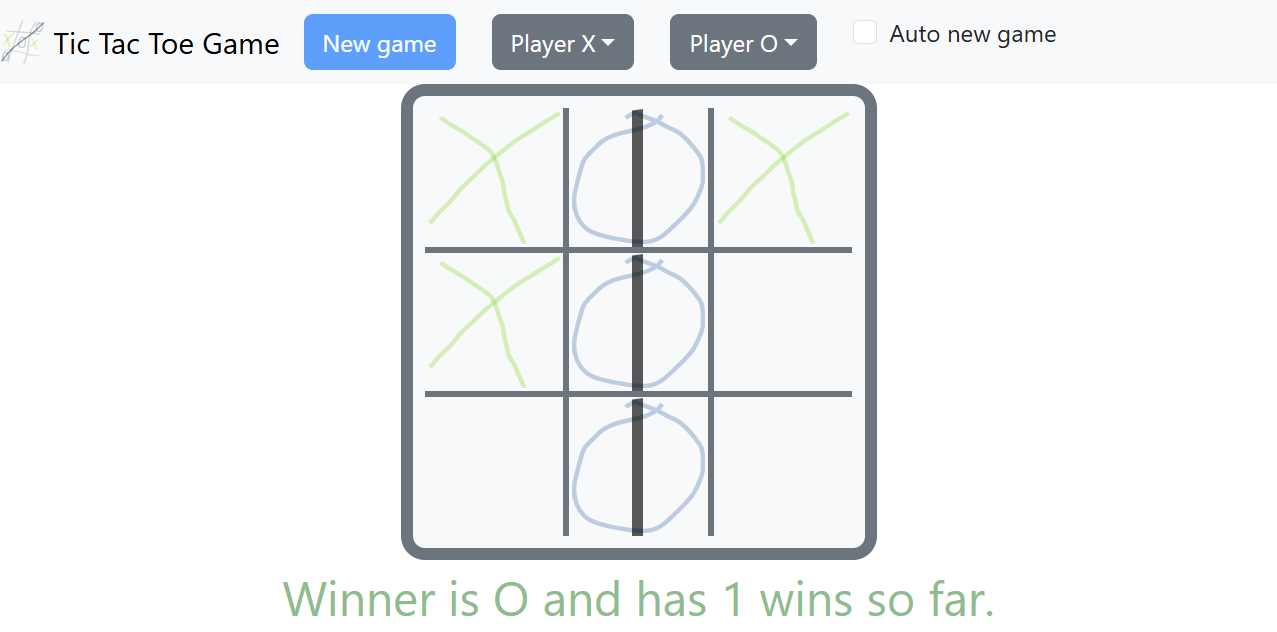 Tic Tac Toe Game
New game
Player X
Player O
Auto new game
X O X
X O
O
Winner is O and has 1 wins so far.